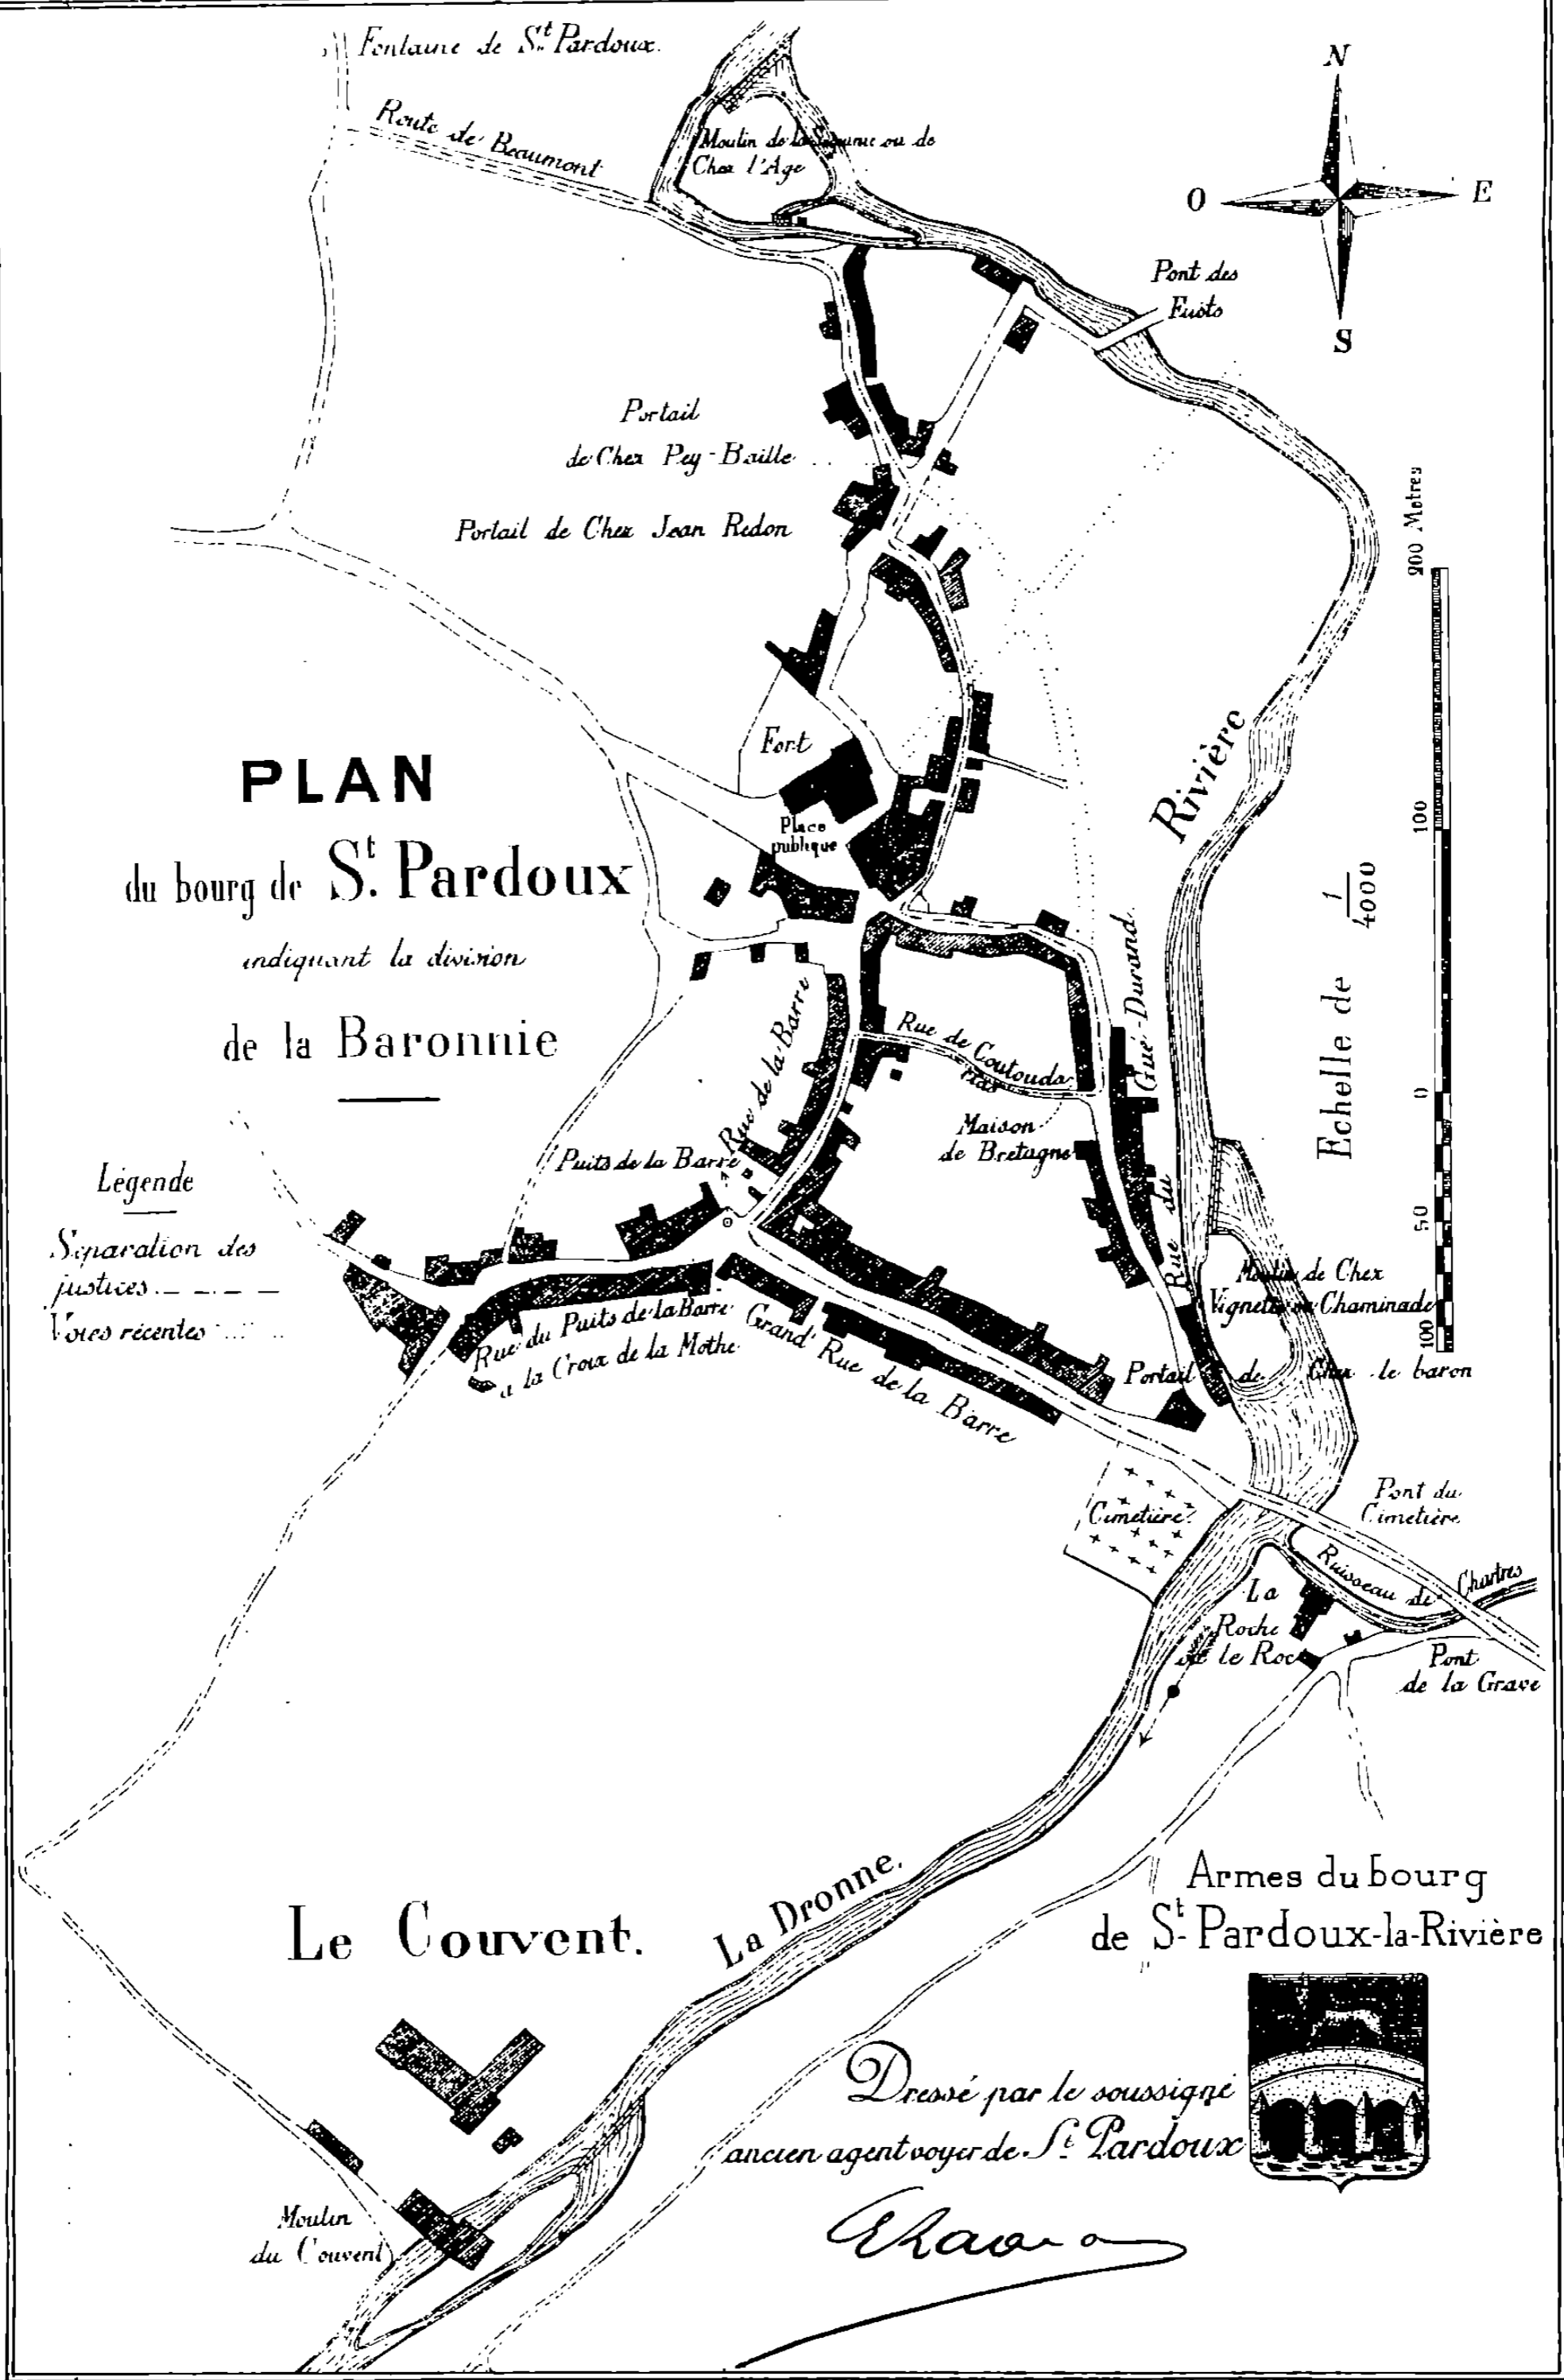 Fontaine de St. Pardoux.
Route de Beaumont
Moulin de la ou de
Chez l'Age
N
O
E
S
Pont des
Fusts
Portail
de Chez Pey-Baille
Portail de Chez Jean Redon
Fort
Place
publique
Rivière
PLAN
du bourg de St. Pardoux
indiquant la division
de la Baronnie
Légende
Séparation des
justices
Voies récentes
Rue de la Barre
Puits de la Barre
Rue de Coutouda
Maison
de Bretagne
Rue du Gué-Durand
Echelle de 1/4000
200 Metres
100
0
50
100
Moulin de Chez
Chaminade
Portail de Chez le baron
Rue du Puits de la Barre
a la Croix de la Mothe
Grand' Rue de la Barre
Cimetière
Pont du
Cimetière
Ruisseau de Chartres
La
Roche
le Roc
Pont
de la Grave
Le Couvent.
La Dronne.
Moulin
du Couvent
Armes du bourg
de St-Pardoux-la-Rivière
Dressé par le soussigné
ancien agent voyer de St. Pardoux